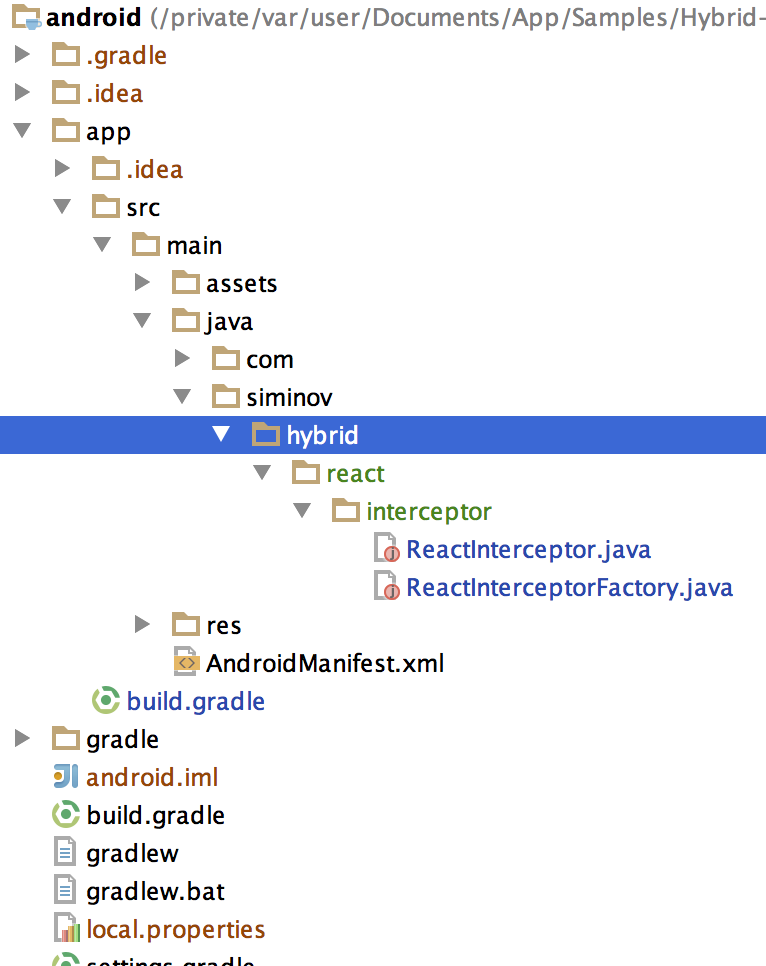 android (/private/var/user/Documents/App/Samples/Hybrid-
.gradle
.idea
app
.idea
src
main
assets
java
com
siminov
hybrid
react
interceptor
ReactInterceptor.java
ReactInterceptorFactory.java
res
AndroidManifest.xml
build.gradle
gradle
android.iml
build.gradle
gradlew
gradlew.bat
local.properties
settings.gradle